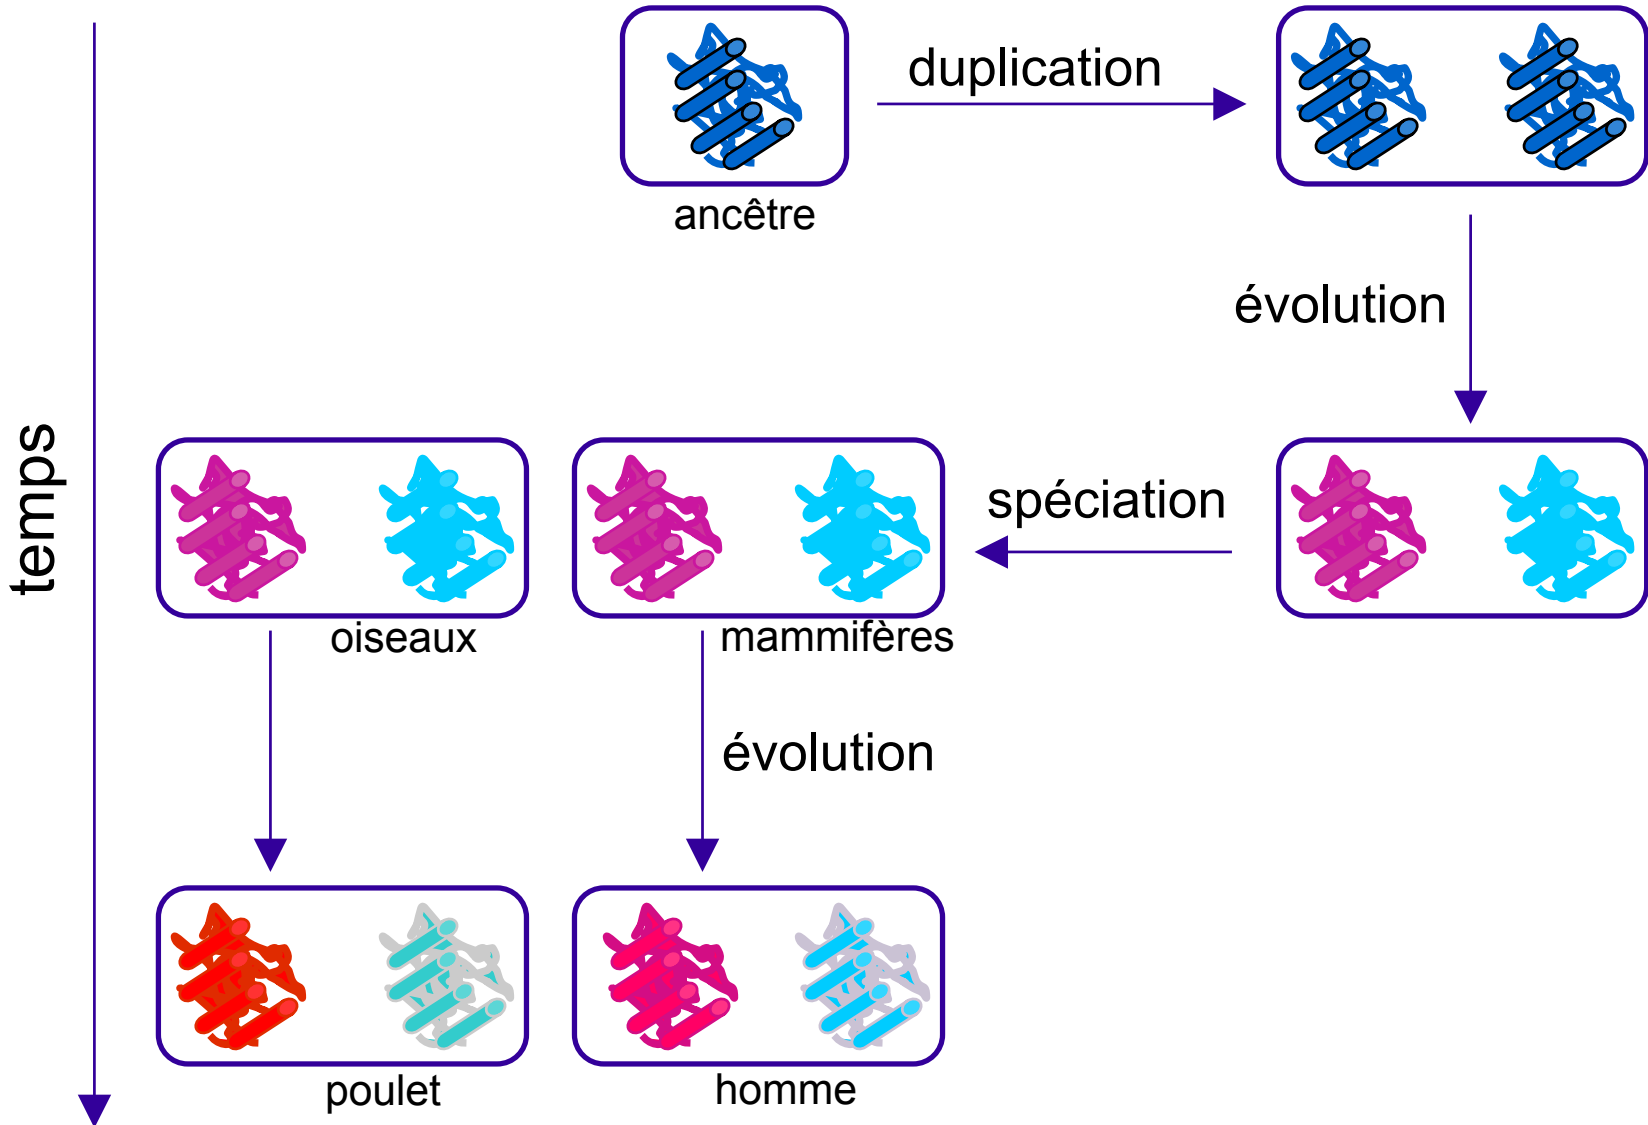 duplication
ancêtre
évolution
temps
spéciation
oiseaux
mammifères
évolution
poulet
homme